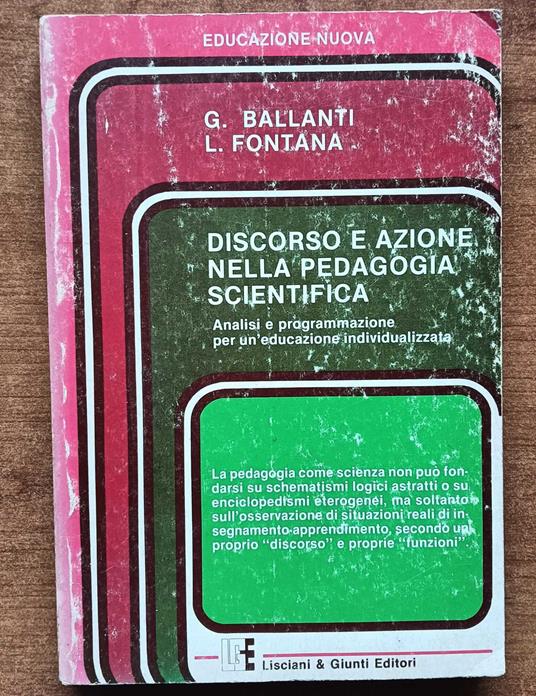 EDUCAZIONE NUOVA
G. BALLANTI
L. FONTANA
DISCORSO E AZIONE
NELLA PEDAGOGIA
SCIENTIFICA
Analisi e programmazione
per un'educazione individualizzata
La pedagogia come scienza non può fon-
darsi su schematismi logici astratti o su
enciclopedismi eterogenei, ma soltanto
sull'osservazione di situazioni reali di in-
segnamento-apprendimento, secondo un
proprio "discorso" e proprie "funzioni".
LGE Lisciani & Giunti Editori